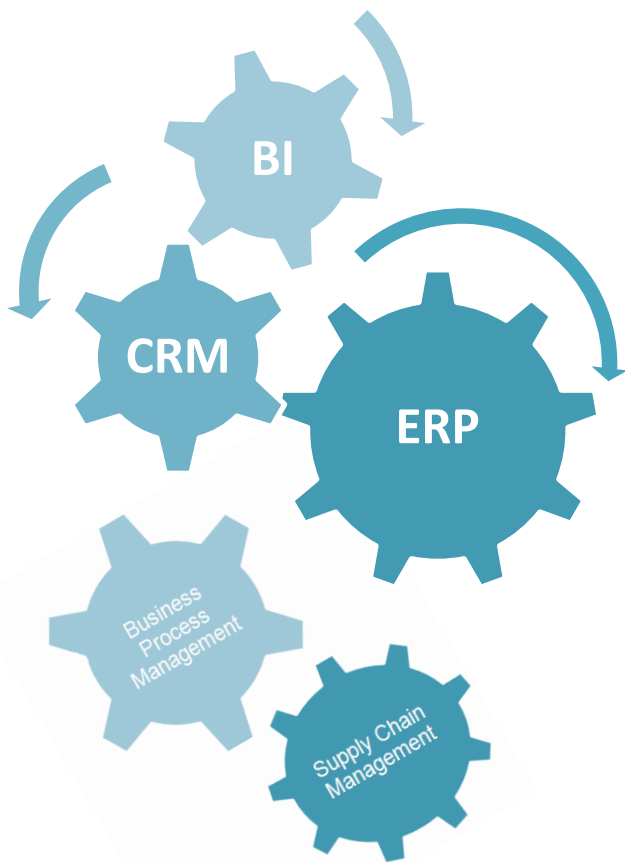 BI
CRM
ERP
Business
Process
Management
Supply Chain
Management